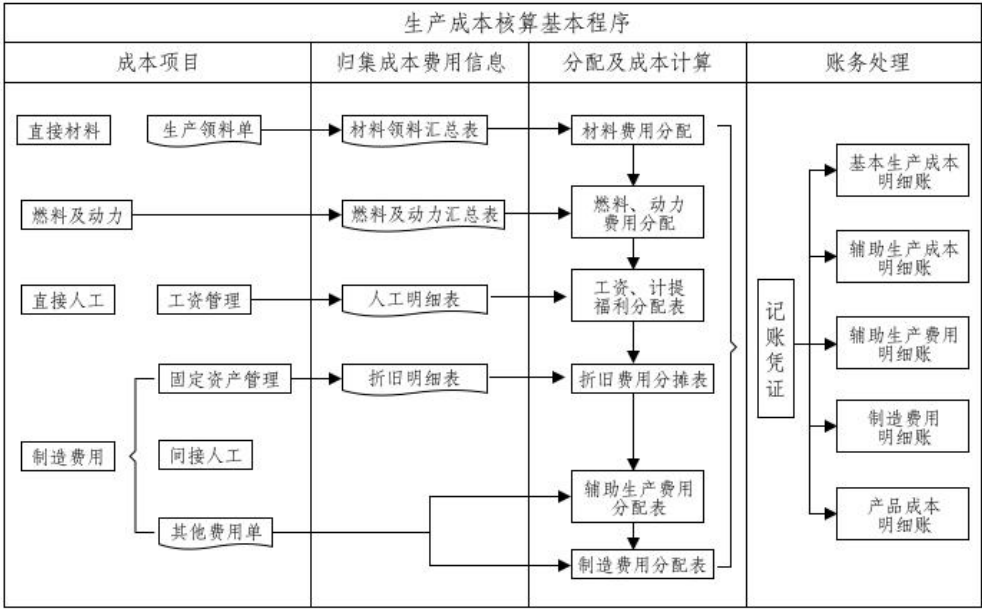 生产成本核算基本程序
成本项目
归集成本费用信息
分配及成本计算
账务处理
直接材料
生产领料单
材料领料汇总表
材料费用分配
燃料及动力
燃料及动力汇总表
燃料、动力
费用分配
直接人工
工资管理
人工明细表
工资、计提
福利分配表
固定资产管理
折旧明细表
折旧费用分摊表
制造费用
间接人工
其他费用单
辅助生产费用
分配表
制造费用分配表
记
账
凭
证
基本生产成本
明细账
辅助生产成本
明细账
辅助生产费用
明细账
制造费用
明细账
产品成本
明细账